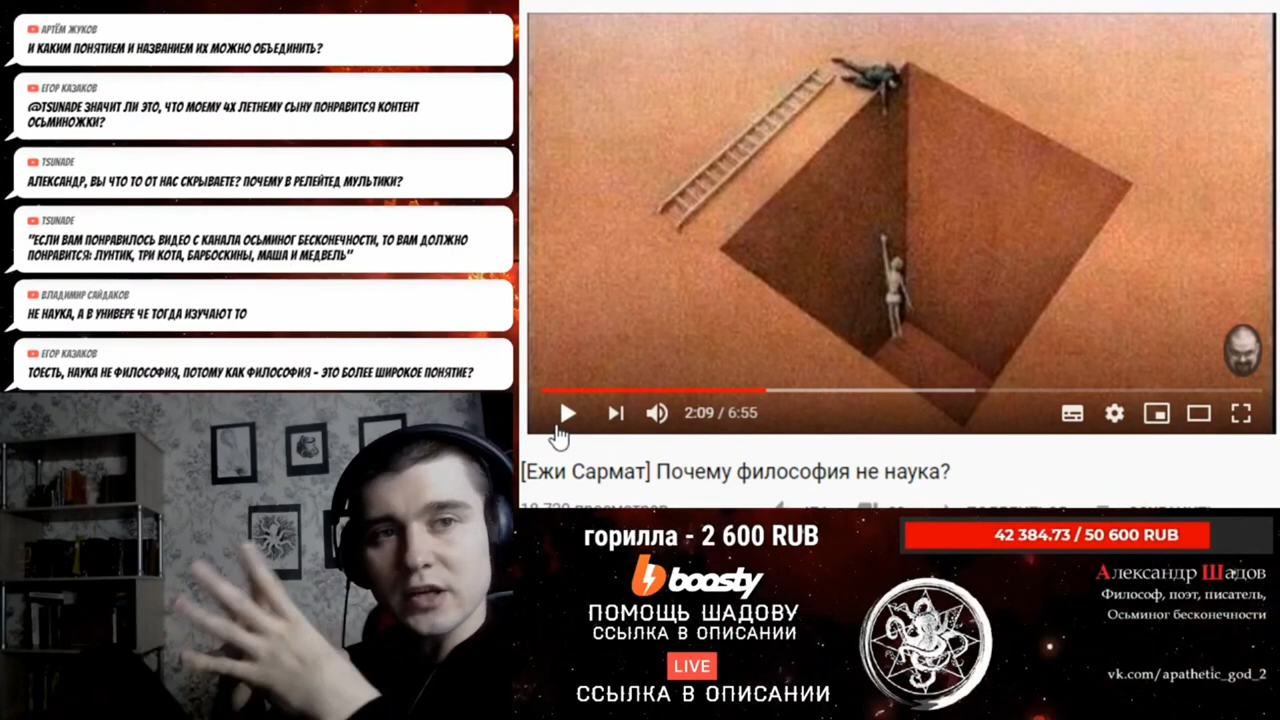 АРТЁМ ЖУКОВ
И КАКИМ ПОНЯТИЕМ И НАЗВАНИЕМ ИХ МОЖНО ОБЪЕДИНИТЬ?
ЕГОР КАЗАКОВ
@TSUNADE ЗНАЧИТ ЛИ ЭТО, ЧТО МОЕМУ 4Х ЛЕТНЕМУ СЫНУ ПОНРАВИТСЯ КОНТЕНТ
ОСЬМИНОЖКИ?
TSUNADE
АЛЕКСАНДР, ВЫ ЧТО ТО ОТ НАС СКРЫВАЕТЕ? ПОЧЕМУ В РЕЛЕЙТЕД МУЛЬТИКИ?
TSUNADE
"ЕСЛИ ВАМ ПОНРАВИЛОСЬ ВИДЕО С КАНАЛА ОСЬМИНОГ БЕСКОНЕЧНОСТИ, ТО ВАМ ДОЛЖНО
ПОНРАВИТСЯ: ЛУНТИК, ТРИ КОТА, БАРБОСКИНЫ, МАША И МЕДВЕЛЬ"
ВЛАДИМИР САЙДАКОВ
НЕ НАУКА, А В УНИВЕРЕ ЧЕ ТОГДА ИЗУЧАЮТ ТО
ЕГОР КАЗАКОВ
ТОЕСТЬ, НАУКА НЕ ФИЛОСОФИЯ, ПОТОМУ КАК ФИЛОСОФИЯ - ЭТО БОЛЕЕ ШИРОКОЕ ПОНЯТИЕ?
2:09 / 6:55
[Ежи Сармат] Почему философия не наука?
горилла - 2 600 RUB
boosty
ПОМОЩЬ ШАДОВУ
ССЫЛКА В ОПИСАНИИ
LIVE
ССЫЛКА В ОПИСАНИИ
42 384.73 / 50 600 RUB
Александр Шадов
Философ, поэт, писатель,
Осьминог бесконечности
vk.com/apathetic_god_2